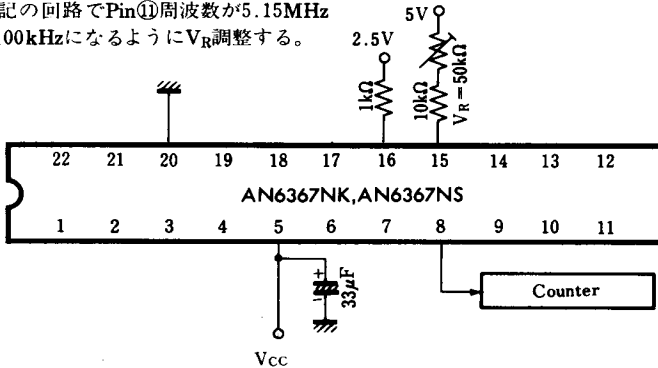 記の回路でPin⑪周波数が5.15MHz
00kHzになるようにVR調整する。
5V
2.5V
1kΩ
10kΩ
VR=50kΩ
22 21 20 19 18 17 16 15 14 13 12
AN6367NK,AN6367NS
1 2 3 4 5 6 7 8 9 10 11
+
−
33μF
Counter
Vcc